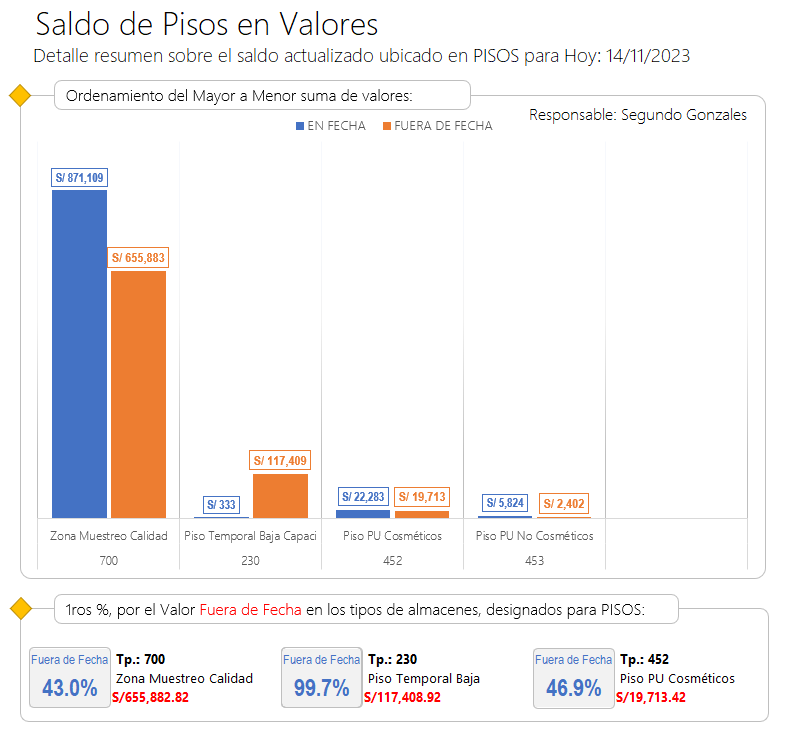 Saldo de Pisos en Valores
Detalle resumen sobre el saldo actualizado ubicado en PISOS para Hoy: 14/11/2023
Ordenamiento del Mayor a Menor suma de valores:
Responsable: Segundo Gonzales
EN FECHA FUERA DE FECHA
S/ 871,109
S/ 655,883
S/ 117,409
S/ 333
S/ 22,283
S/ 19,713
S/ 5,824
S/ 2,402
Zona Muestreo Calidad Piso Temporal Baja Capaci Piso PU Cosméticos Piso PU No Cosméticos
700 230 452 453
1ros %, por el Valor Fuera de Fecha en los tipos de almacenes, designados para PISOS:
Fuera de Fecha
43.0%
Tp.: 700
Zona Muestreo Calidad
S/655,882.82
Fuera de Fecha
99.7%
Tp.: 230
Piso Temporal Baja
S/117,408.92
Fuera de Fecha
46.9%
Tp.: 452
Piso PU Cosméticos
S/19,713.42